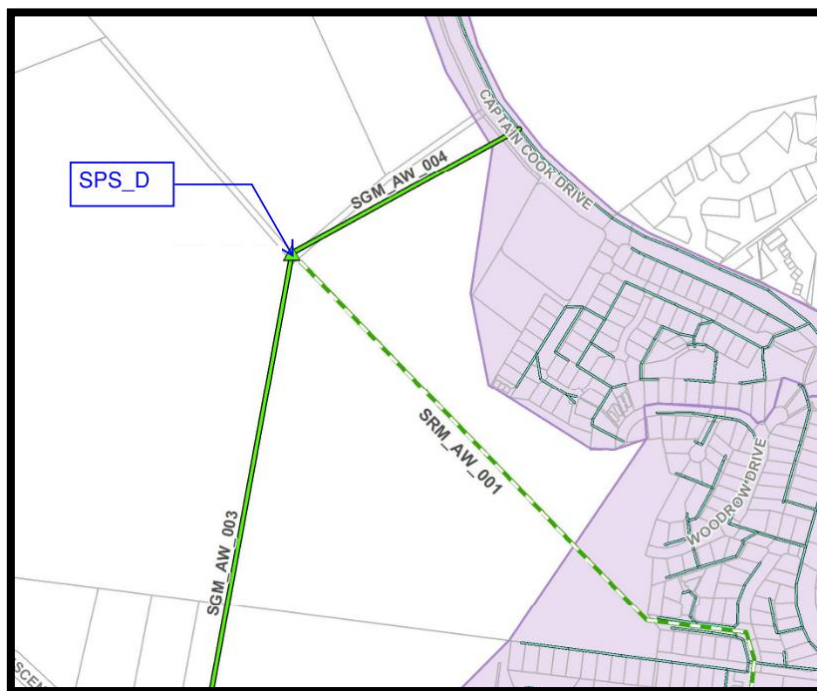 CAPTAIN COOK DRIVE
SGM_AW_004
SPS_D
SRM_AW_001
WOODROW DRIVE
SGM_AW_003